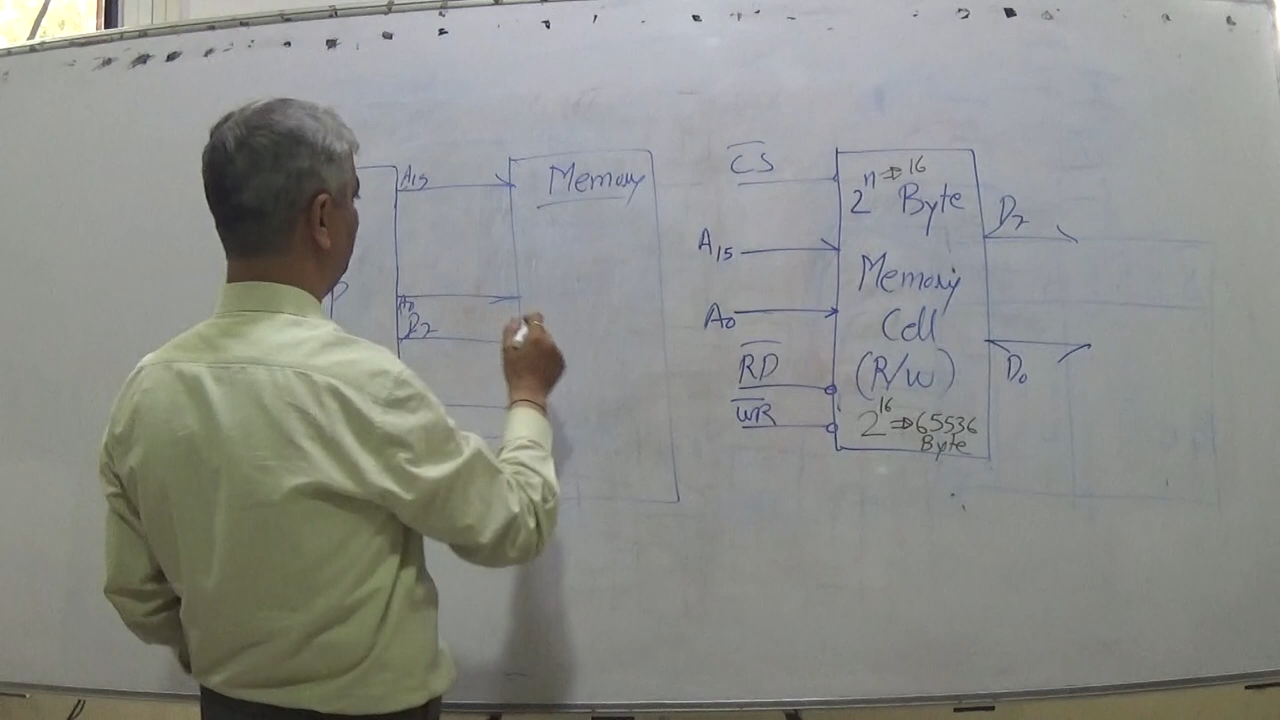 A15
Memory
P
A0
D7
CS
A15
A0
RD
WR
2^n ⇒ 16
Byte
Memory
Cell
(R/W)
2^16 ⇒ 65536
Byte
D7
D0